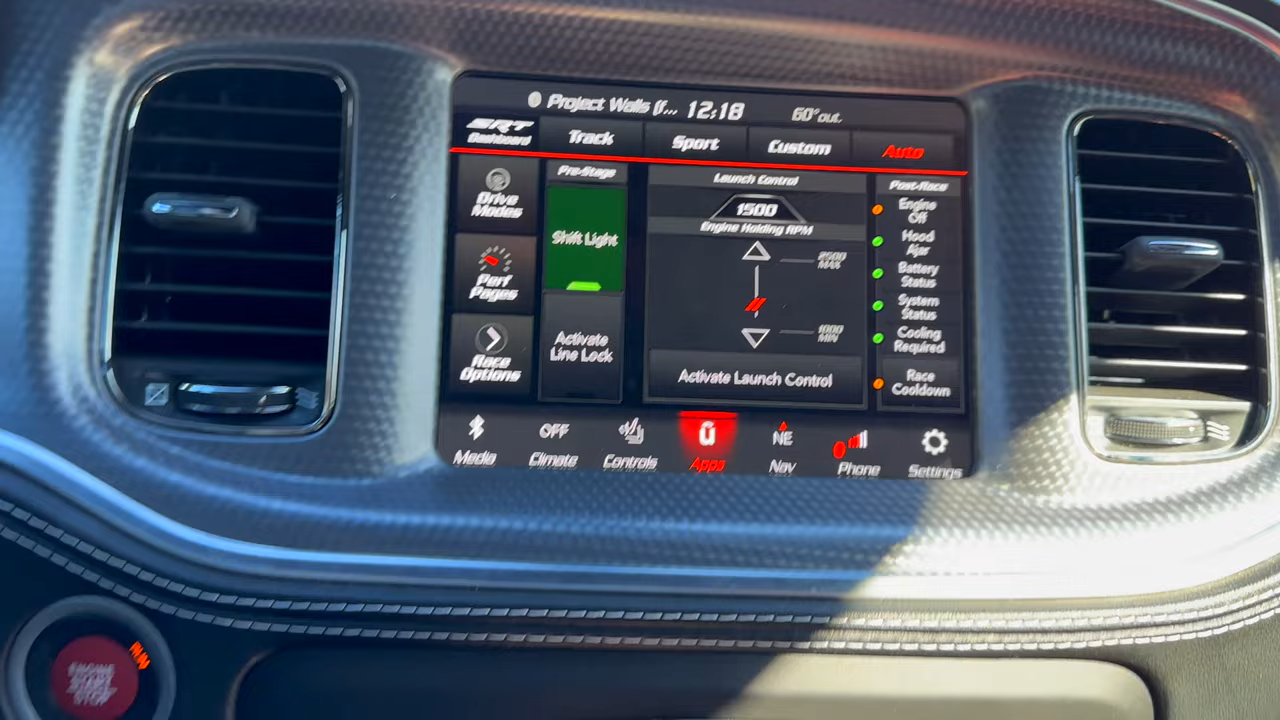 Project Walls (f... 12:18 60°out.
SRT
Dashboard
Track
Sport
Custom
Auto
Drive
Modes
Perf
Pages
Race
Options
Pre-Stage
Shift Light
Activate
Line Lock
Launch Control
1500
Engine Holding RPM
2500
MAX
1000
MIN
Activate Launch Control
Post-Race
Engine
Off
Hood
Ajar
Battery
Status
System
Status
Cooling
Required
Race
Cooldown
Media
OFF
Climate
Controls
Apps
NE
Nav
Phone
Settings
ENGINE
START
STOP
RUN